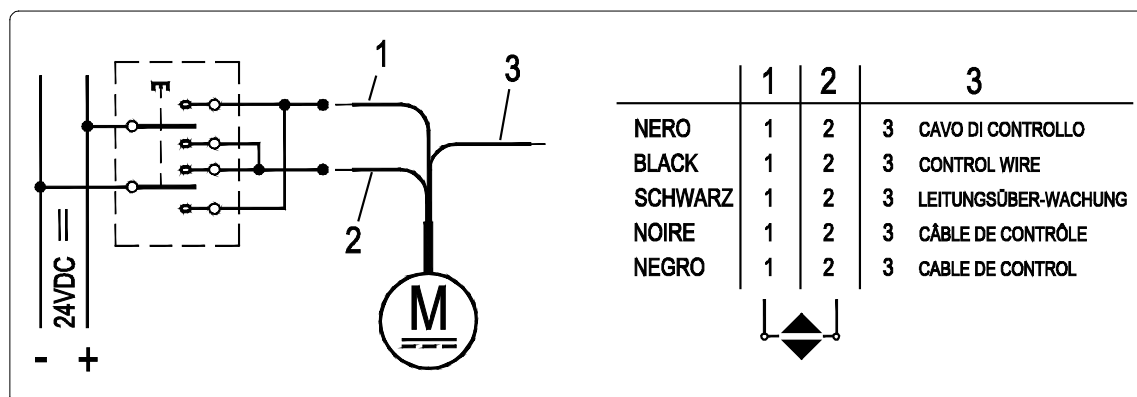 1
3
2
24VDC =
- +
M
1 2 3
NERO 1 2 3 CAVO DI CONTROLLO
BLACK 1 2 3 CONTROL WIRE
SCHWARZ 1 2 3 LEITUNGSÜBER-WACHUNG
NOIRE 1 2 3 CÂBLE DE CONTRÔLE
NEGRO 1 2 3 CABLE DE CONTROL